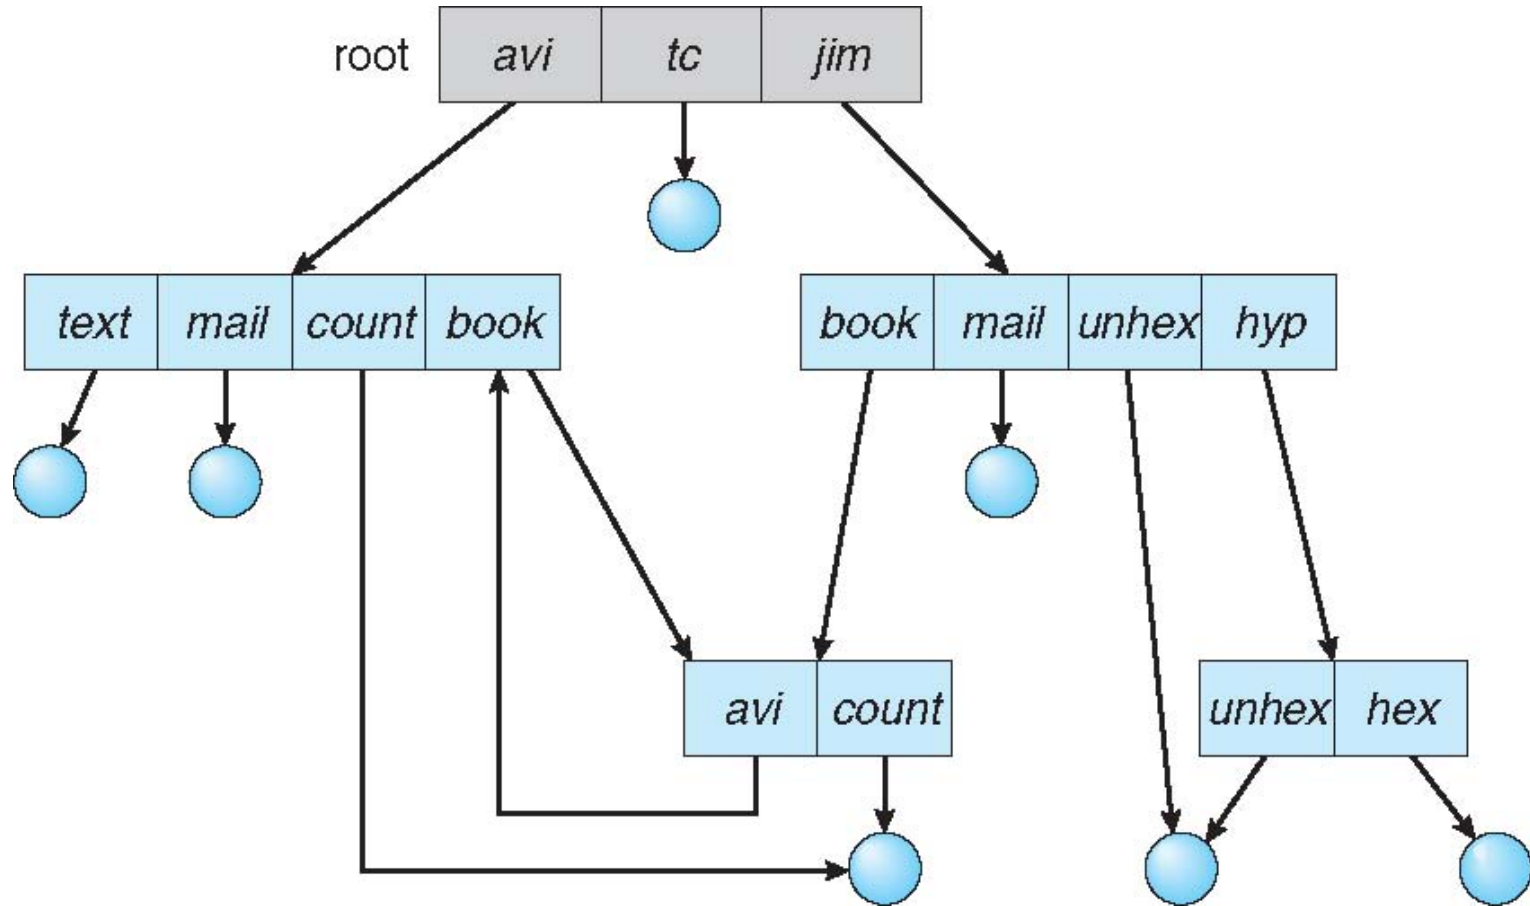 root avi tc jim
text mail count book
book mail unhex hyp
avi count
unhex hex